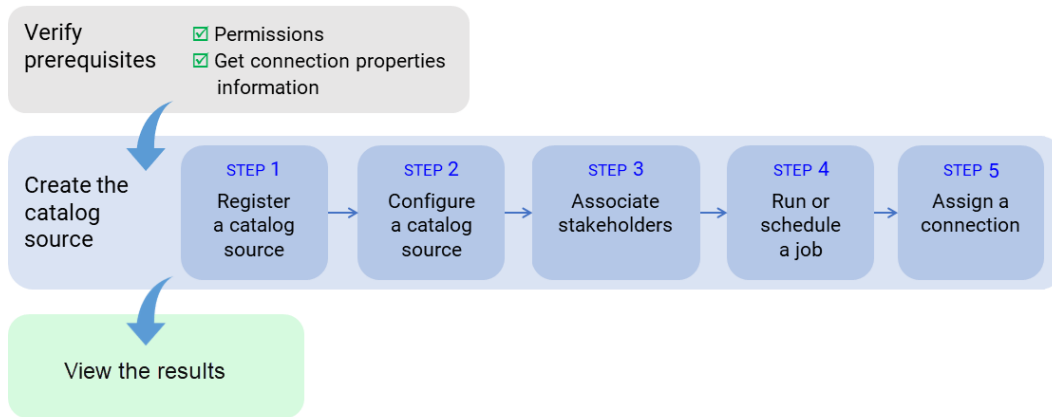 Verify
prerequisites
Permissions
Get connection properties
information
Create the
catalog
source
STEP 1
Register
a catalog
source
STEP 2
Configure
a catalog
source
STEP 3
Associate
stakeholders
STEP 4
Run or
schedule
a job
STEP 5
Assign a
connection
View the results